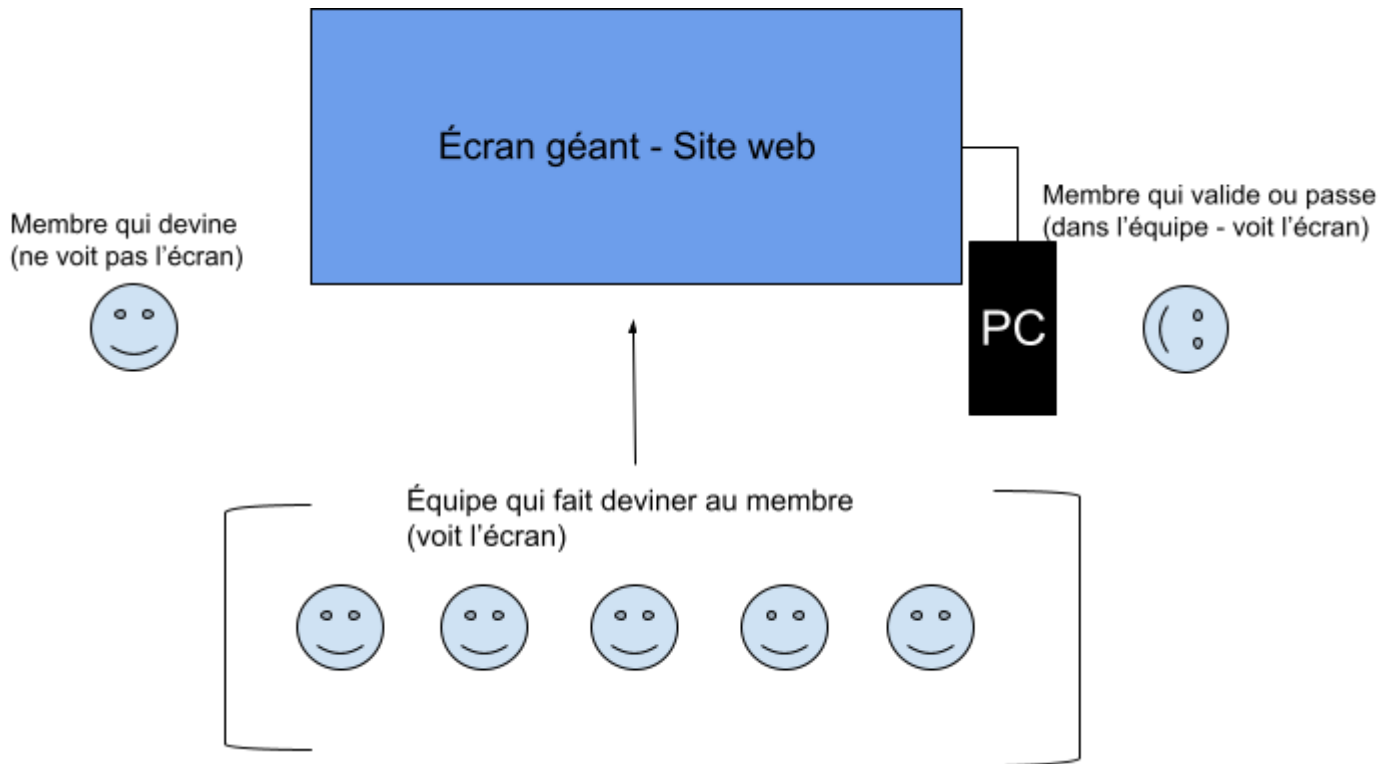 Écran géant - Site web
Membre qui devine
(ne voit pas l'écran)
Membre qui valide ou passe
(dans l'équipe - voit l'écran)
PC
Équipe qui fait deviner au membre
(voit l'écran)